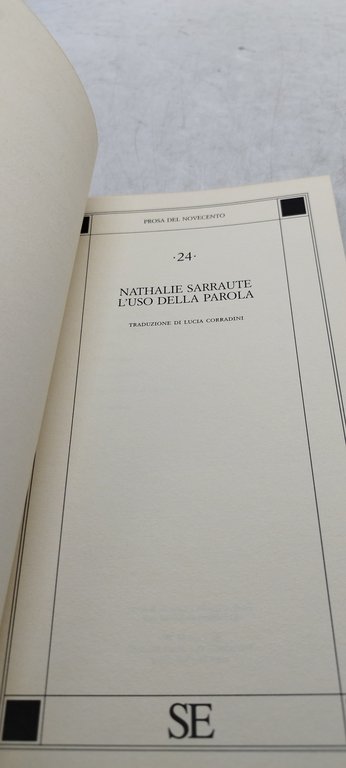 PROSA DEL NOVECENTO
·24·
NATHALIE SARRAUTE
L'USO DELLA PAROLA
TRADUZIONE DI LUCIA CORRADINI
SE